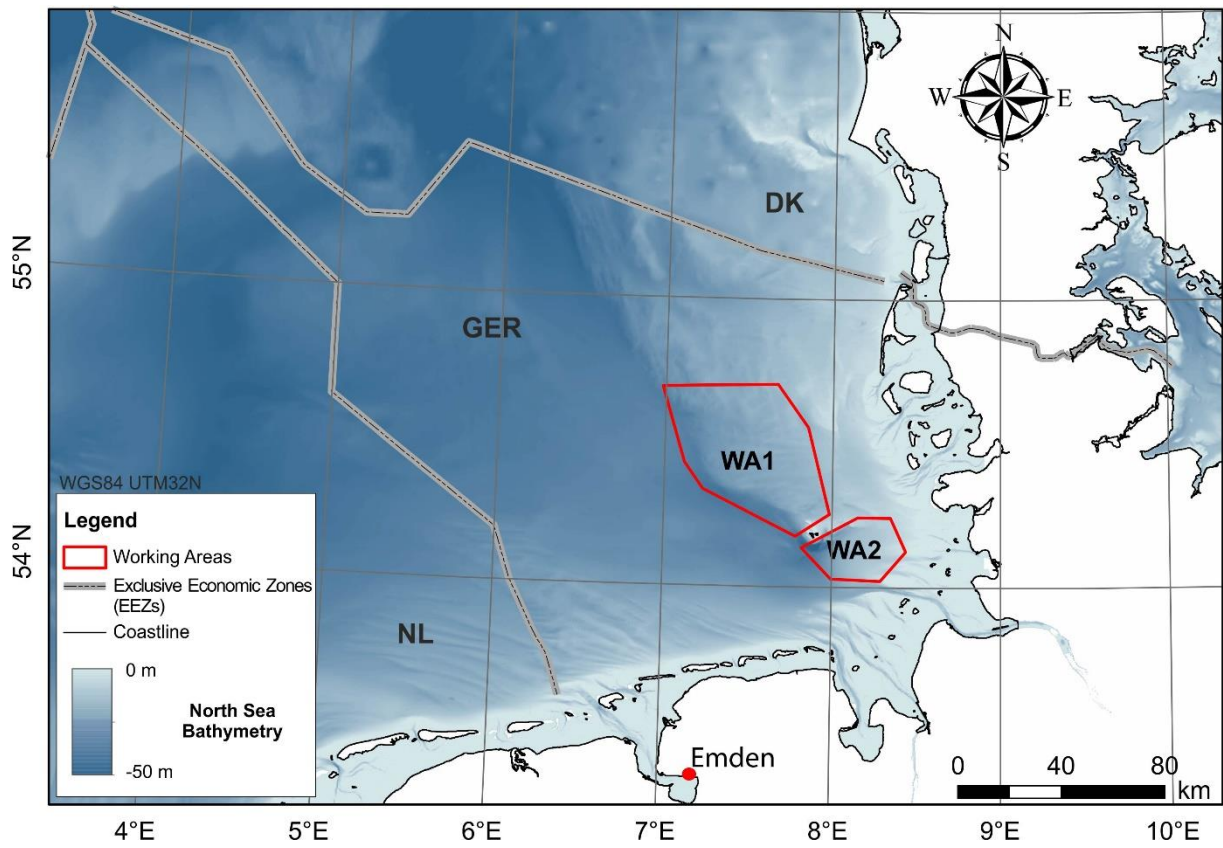 N
W
E
S
DK
55°N
GER
WA1
WGS84 UTM32N
Legend
Working Areas
Exclusive Economic Zones
(EEZs)
Coastline
0 m
North Sea
Bathymetry
-50 m
54°N
WA2
NL
Emden
0 40 80
km
4°E 5°E 6°E 7°E 8°E 9°E 10°E